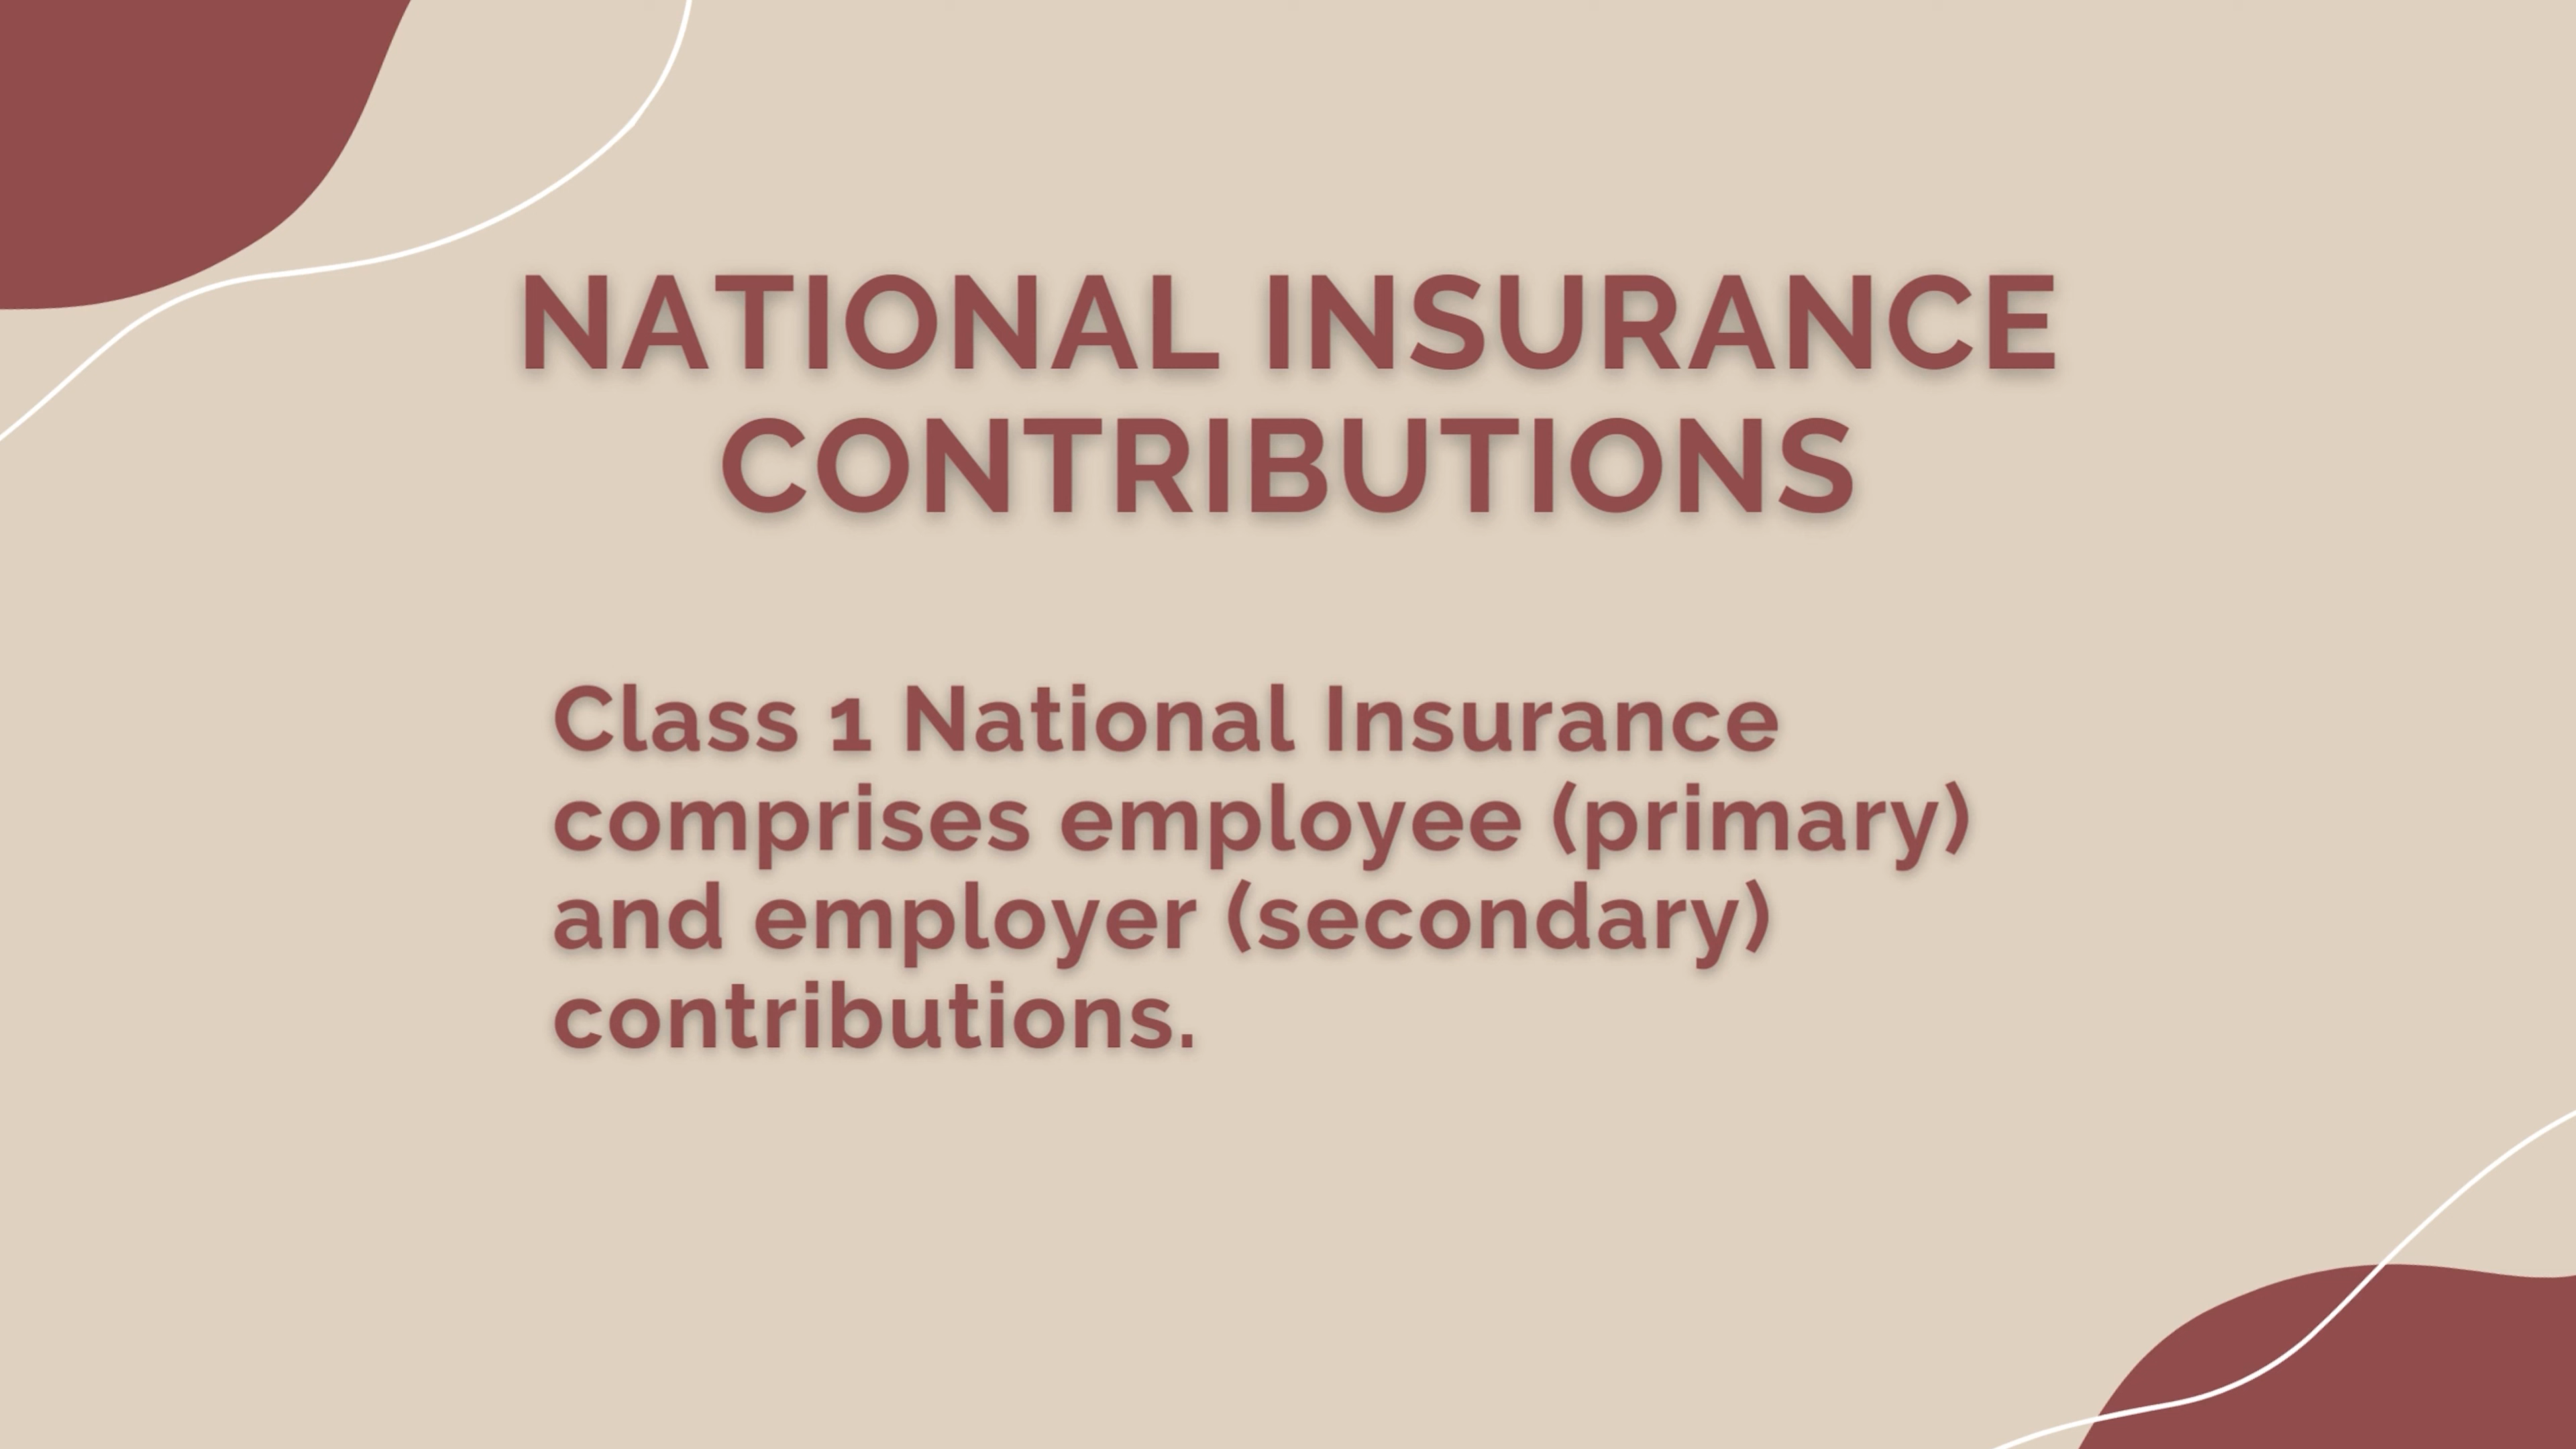 NATIONAL INSURANCE
CONTRIBUTIONS
Class 1 National Insurance
comprises employee (primary)
and employer (secondary)
contributions.